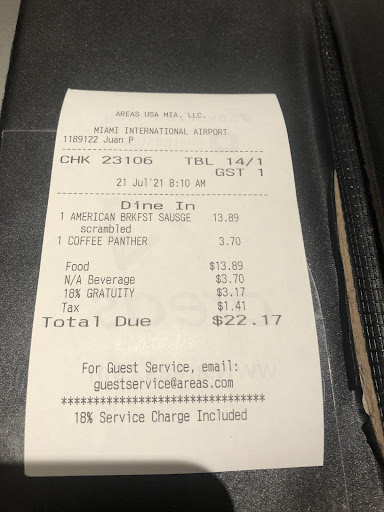 AREAS USA MIA, LLC.
MIAMI INTERNATIONAL AIRPORT
1189122 Juan P
CHK 23106 TBL 14/1
GST 1
21 Jul'21 8:10 AM
Dine In
1 AMERICAN BRKFST SAUSGE 13.89
scrambled
1 COFFEE PANTHER 3.70
Food $13.89
N/A Beverage $3.70
18% GRATUITY $3.17
Tax $1.41
Total Due $22.17
For Guest Service, email:
guestservice@areas.com
*******************************
18% Service Charge Included